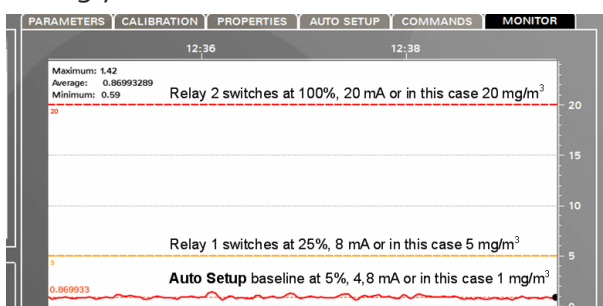 PARAMETERS CALIBRATION PROPERTIES AUTO SETUP COMMANDS MONITOR
12:36 12:38
Maximum: 1.42
Average: 0.86993289
Minimum: 0.59
Relay 2 switches at 100%, 20 mA or in this case 20 mg/m³
20
20
15
10
Relay 1 switches at 25%, 8 mA or in this case 5 mg/m³
5
5
Auto Setup baseline at 5%, 4,8 mA or in this case 1 mg/m³
0.869933
0